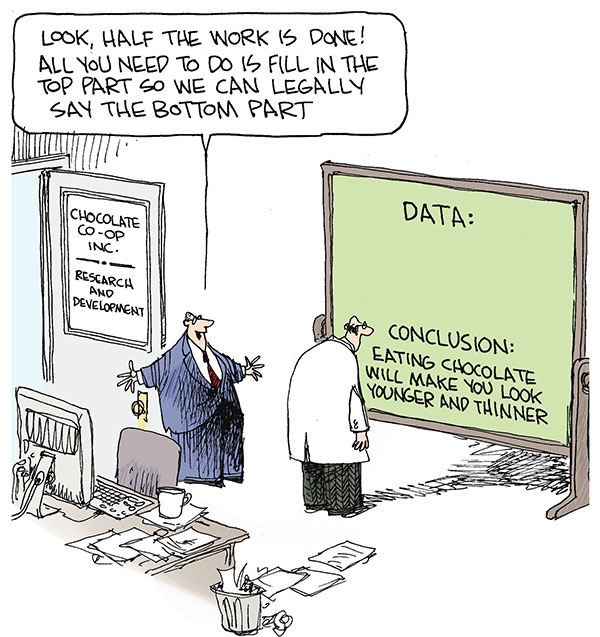 LOOK, HALF THE WORK IS DONE!
ALL YOU NEED TO DO IS FILL IN THE
TOP PART SO WE CAN LEGALLY
SAY THE BOTTOM PART
CHOCOLATE
CO-OP
INC.
RESEARCH
AND
DEVELOPMENT
DATA:
CONCLUSION:
EATING CHOCOLATE
WILL MAKE YOU LOOK
YOUNGER AND THINNER